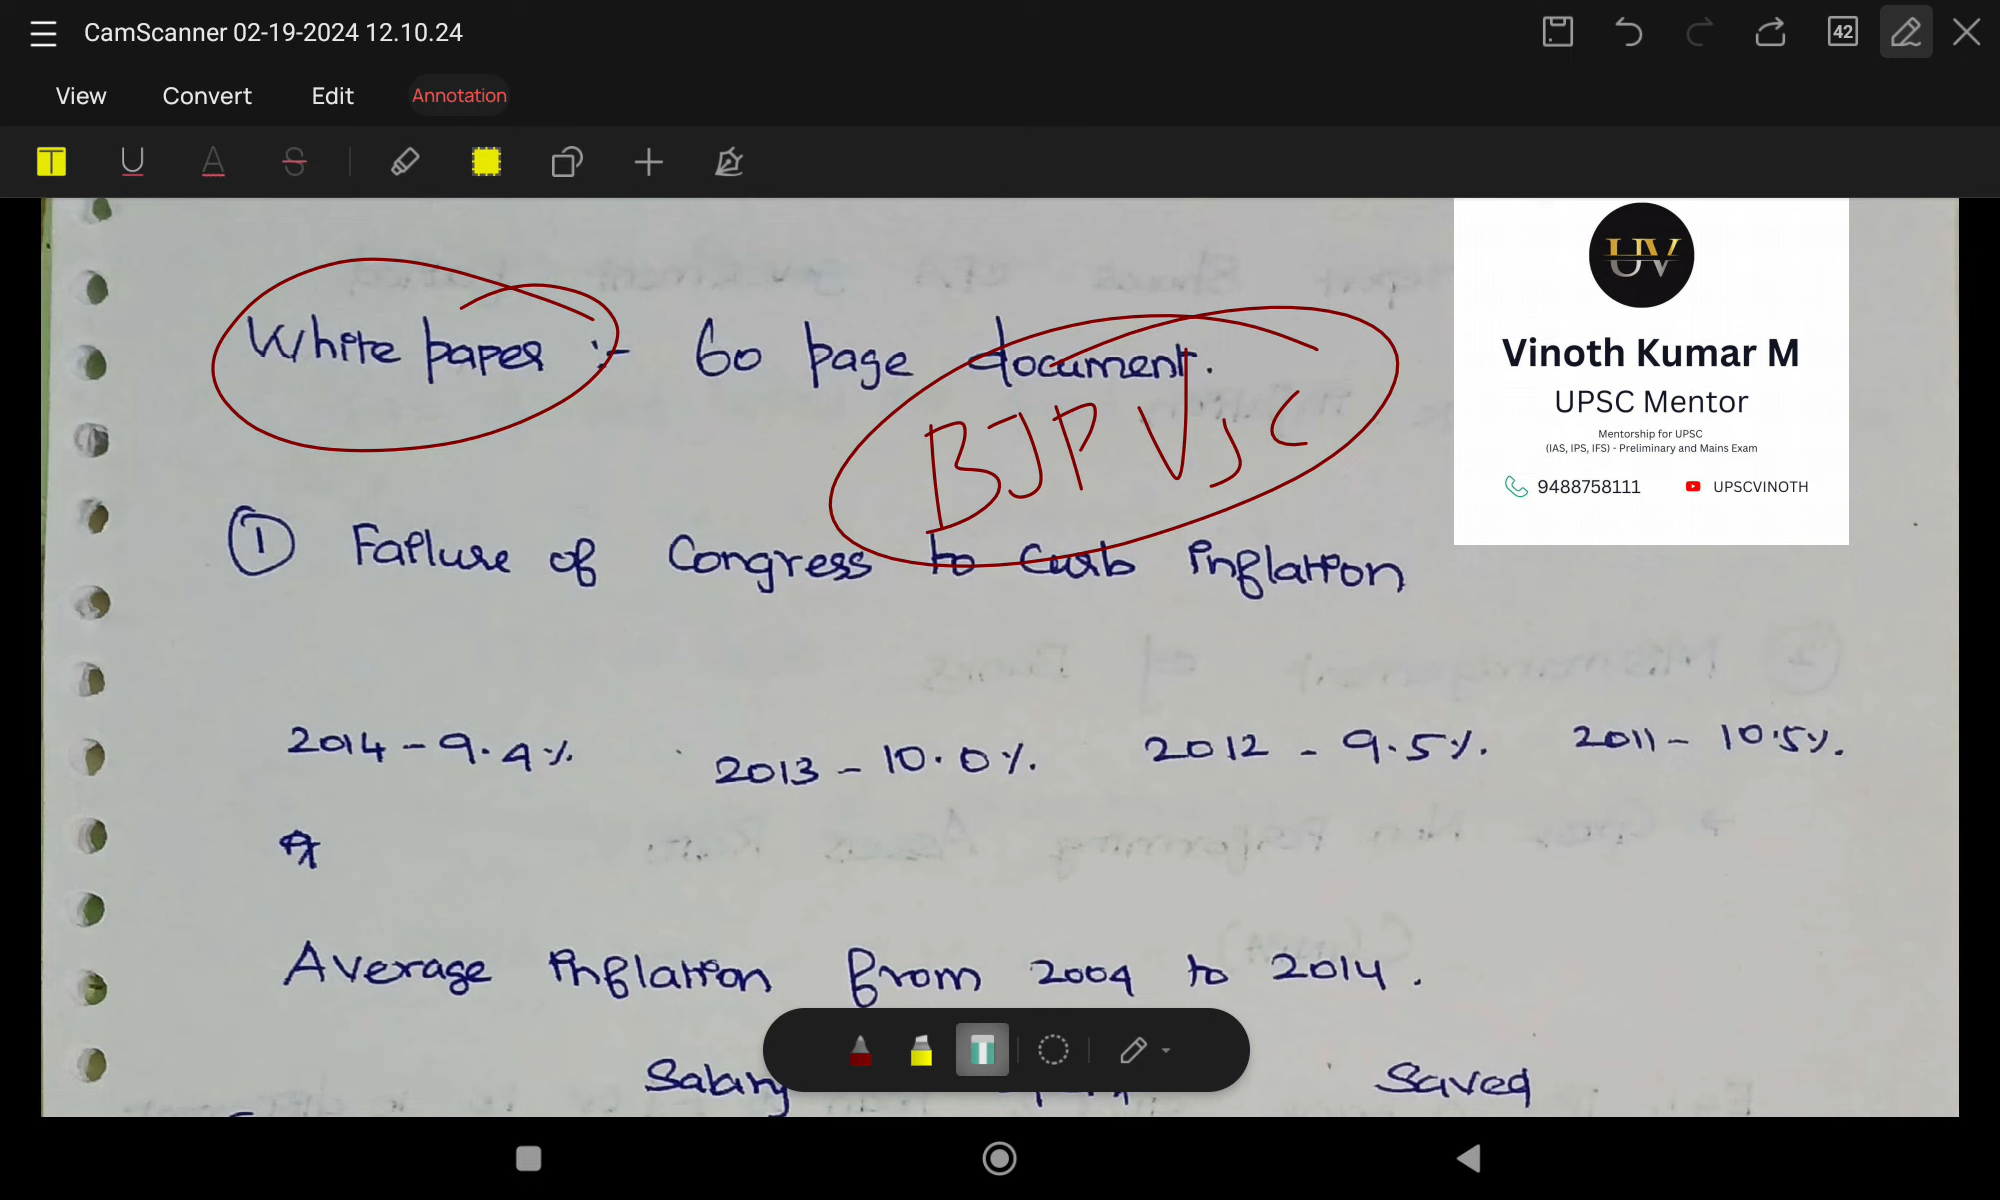 CamScanner 02-19-2024 12.10.24
42
View Convert Edit Annotation
T U A S
UV
Vinoth Kumar M
UPSC Mentor
Mentorship for UPSC
(IAS, IPS, IFS) - Preliminary and Mains Exam
9488758111 UPSCVINOTH
White paper :- 60 page document.
BJP Vs C
① Failure of Congress to Curb inflation
2014 - 9.4%. 2013 - 10.0%. 2012 - 9.5%. 2011 - 10.5%.
Average inflation from 2004 to 2014.
Salary Saved